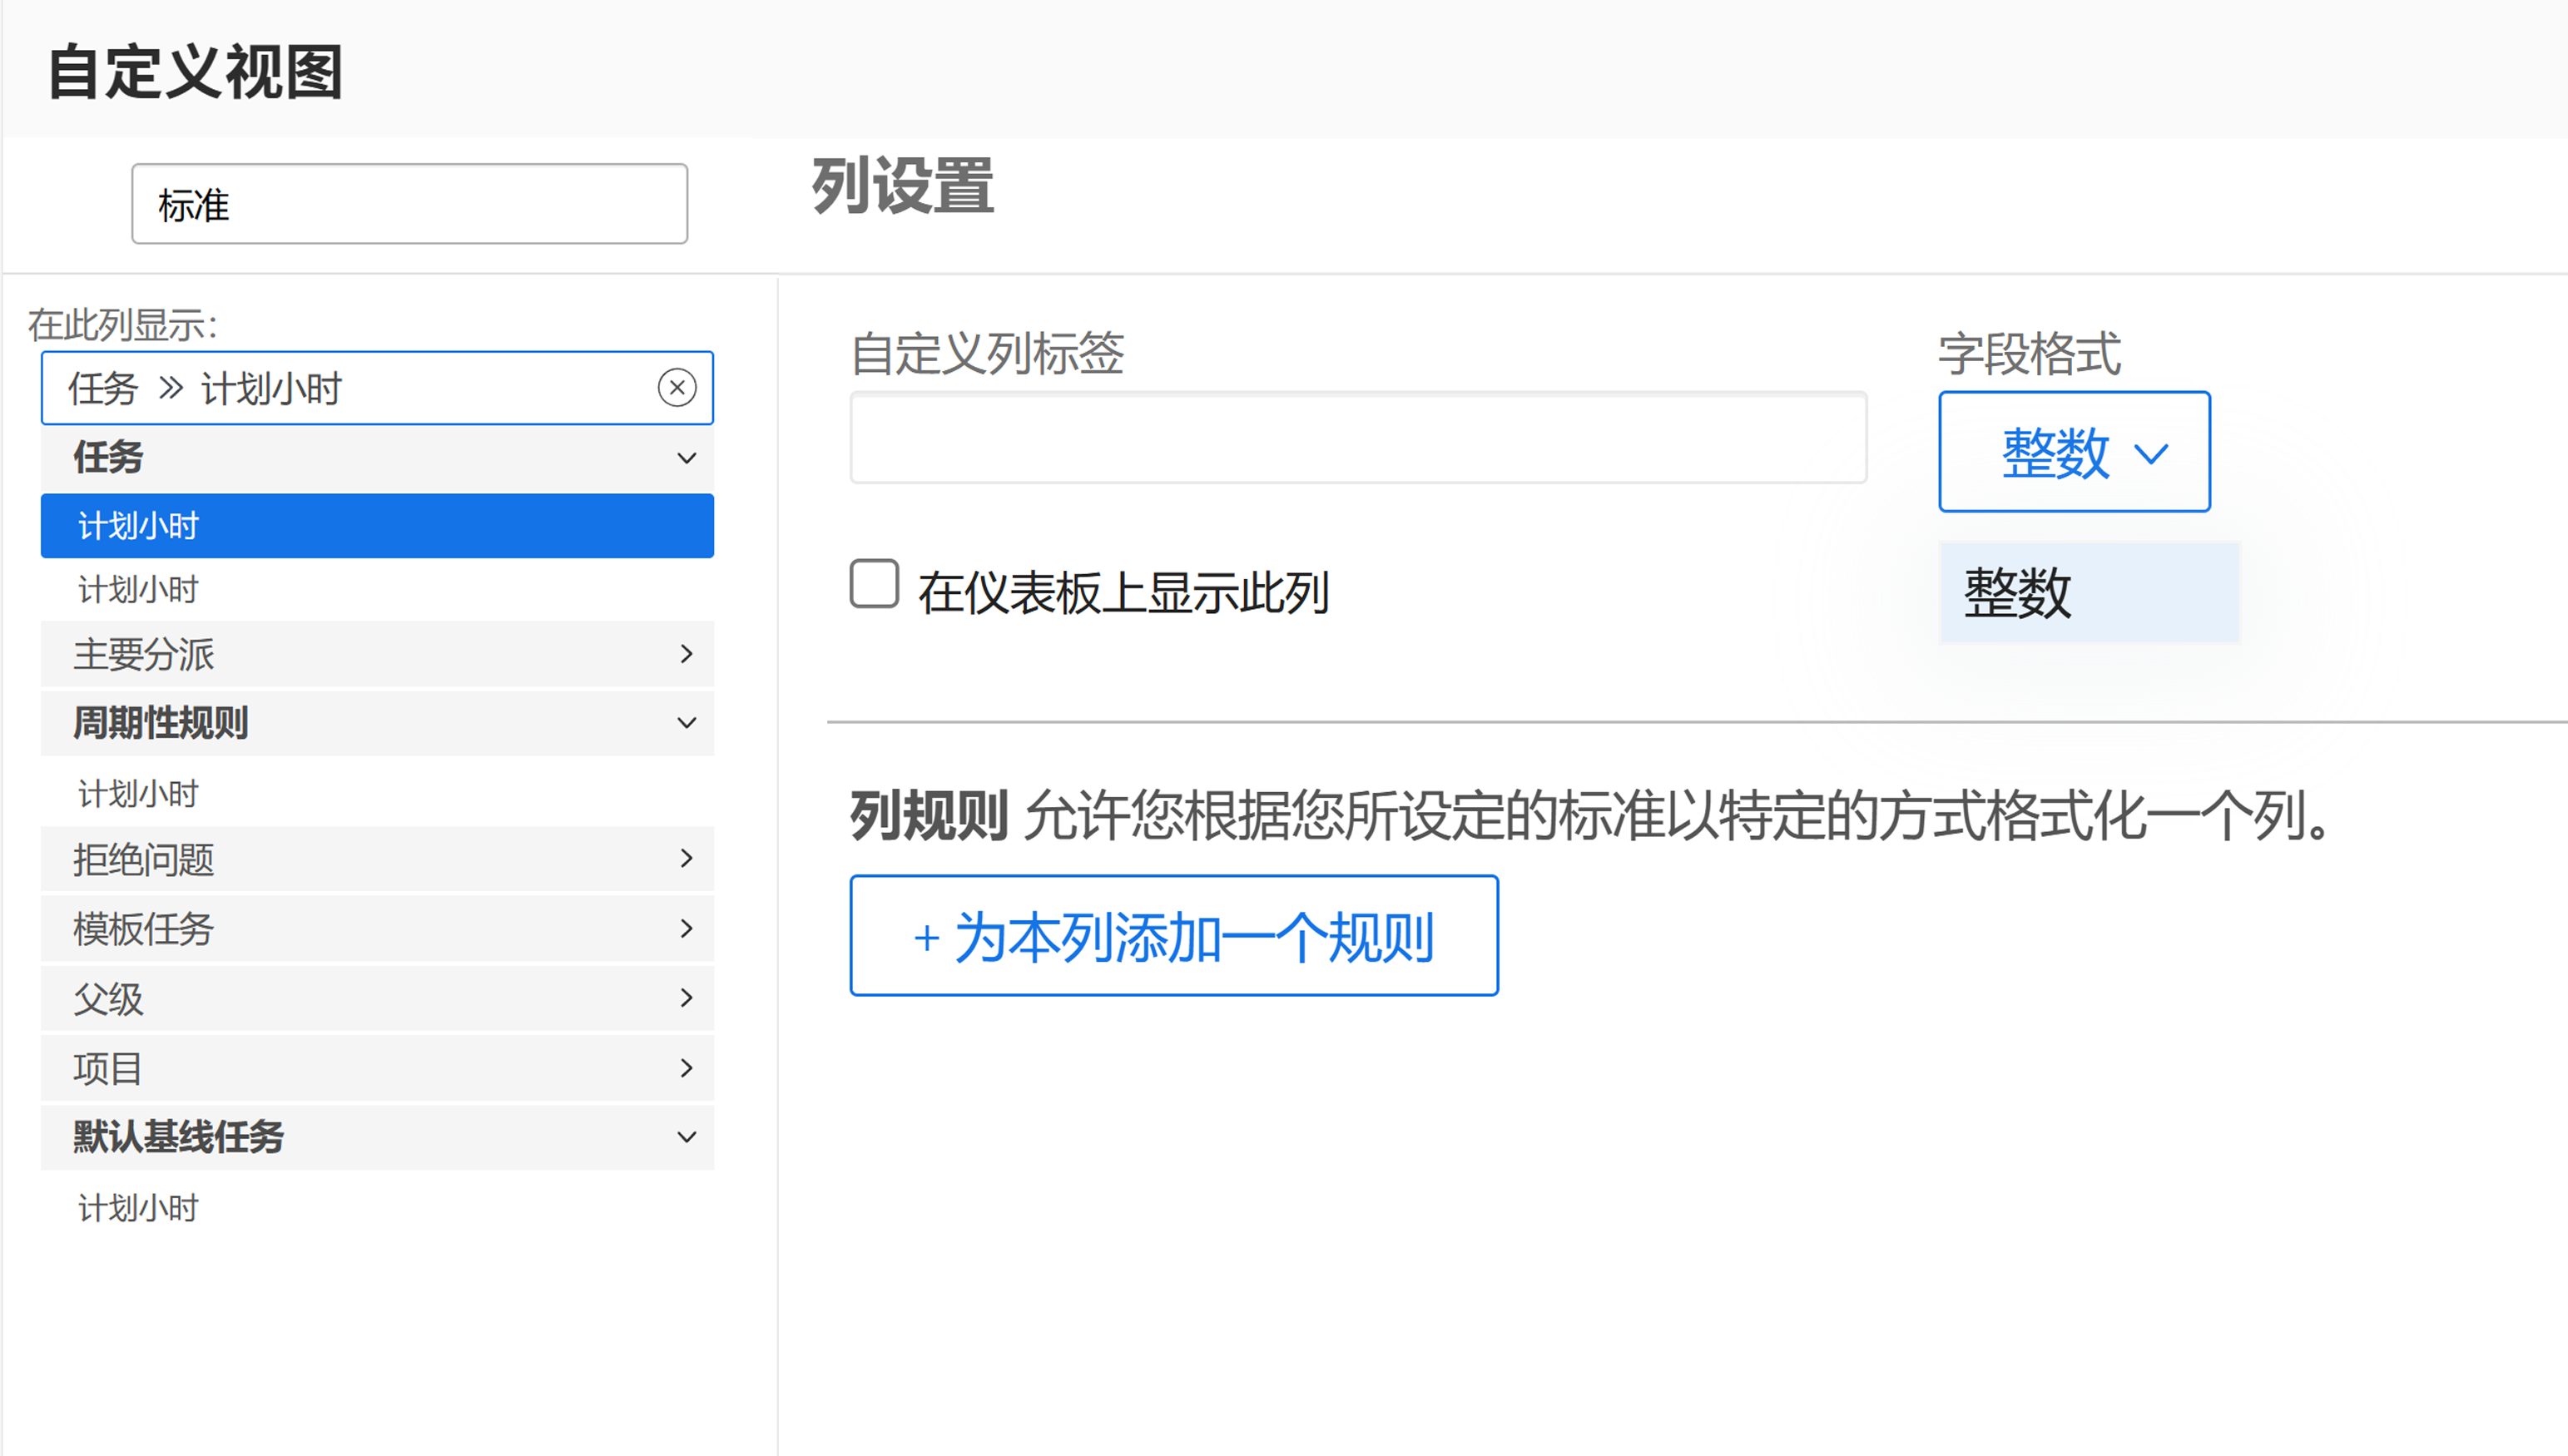 自定义视图
标准
列设置
在此列显示：
任务 >> 计划小时
任务
计划小时
计划小时
主要分派
周期性规则
计划小时
拒绝问题
模板任务
父级
项目
默认基线任务
计划小时
自定义列标签
字段格式
整数
在仪表板上显示此列
整数
列规则 允许您根据您所设定的标准以特定的方式格式化一个列。
+ 为本列添加一个规则